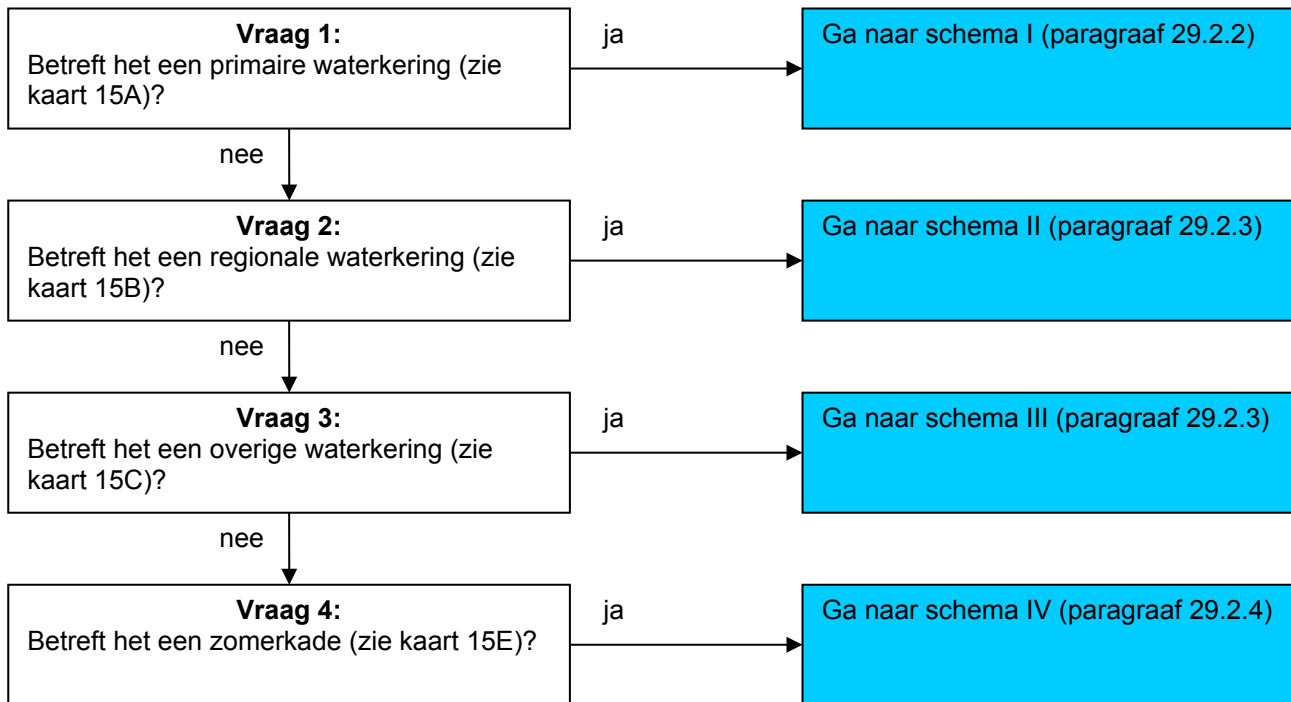 Vraag 1:
Betreft het een primaire waterkering (zie
kaart 15A)?
ja
Ga naar schema I (paragraaf 29.2.2)
nee
Vraag 2:
Betreft het een regionale waterkering (zie
kaart 15B)?
ja
Ga naar schema II (paragraaf 29.2.3)
nee
Vraag 3:
Betreft het een overige waterkering (zie
kaart 15C)?
ja
Ga naar schema III (paragraaf 29.2.3)
nee
Vraag 4:
Betreft het een zomerkade (zie kaart 15E)?
ja
Ga naar schema IV (paragraaf 29.2.4)